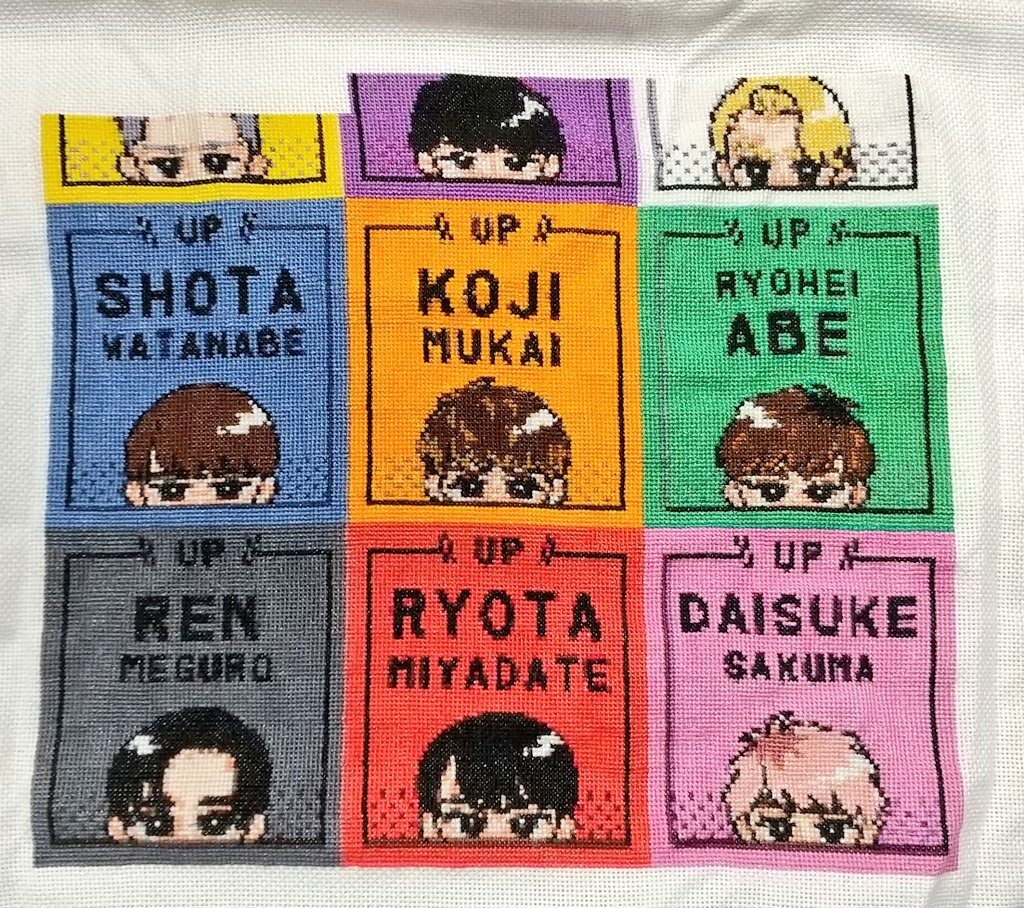 UP
SHOTA
WATANABE
UP
KOJI
MUKAI
UP
RYOHEI
ABE
UP
REN
MEGURO
UP
RYOTA
MIYADATE
UP
DAISUKE
SAKUMA